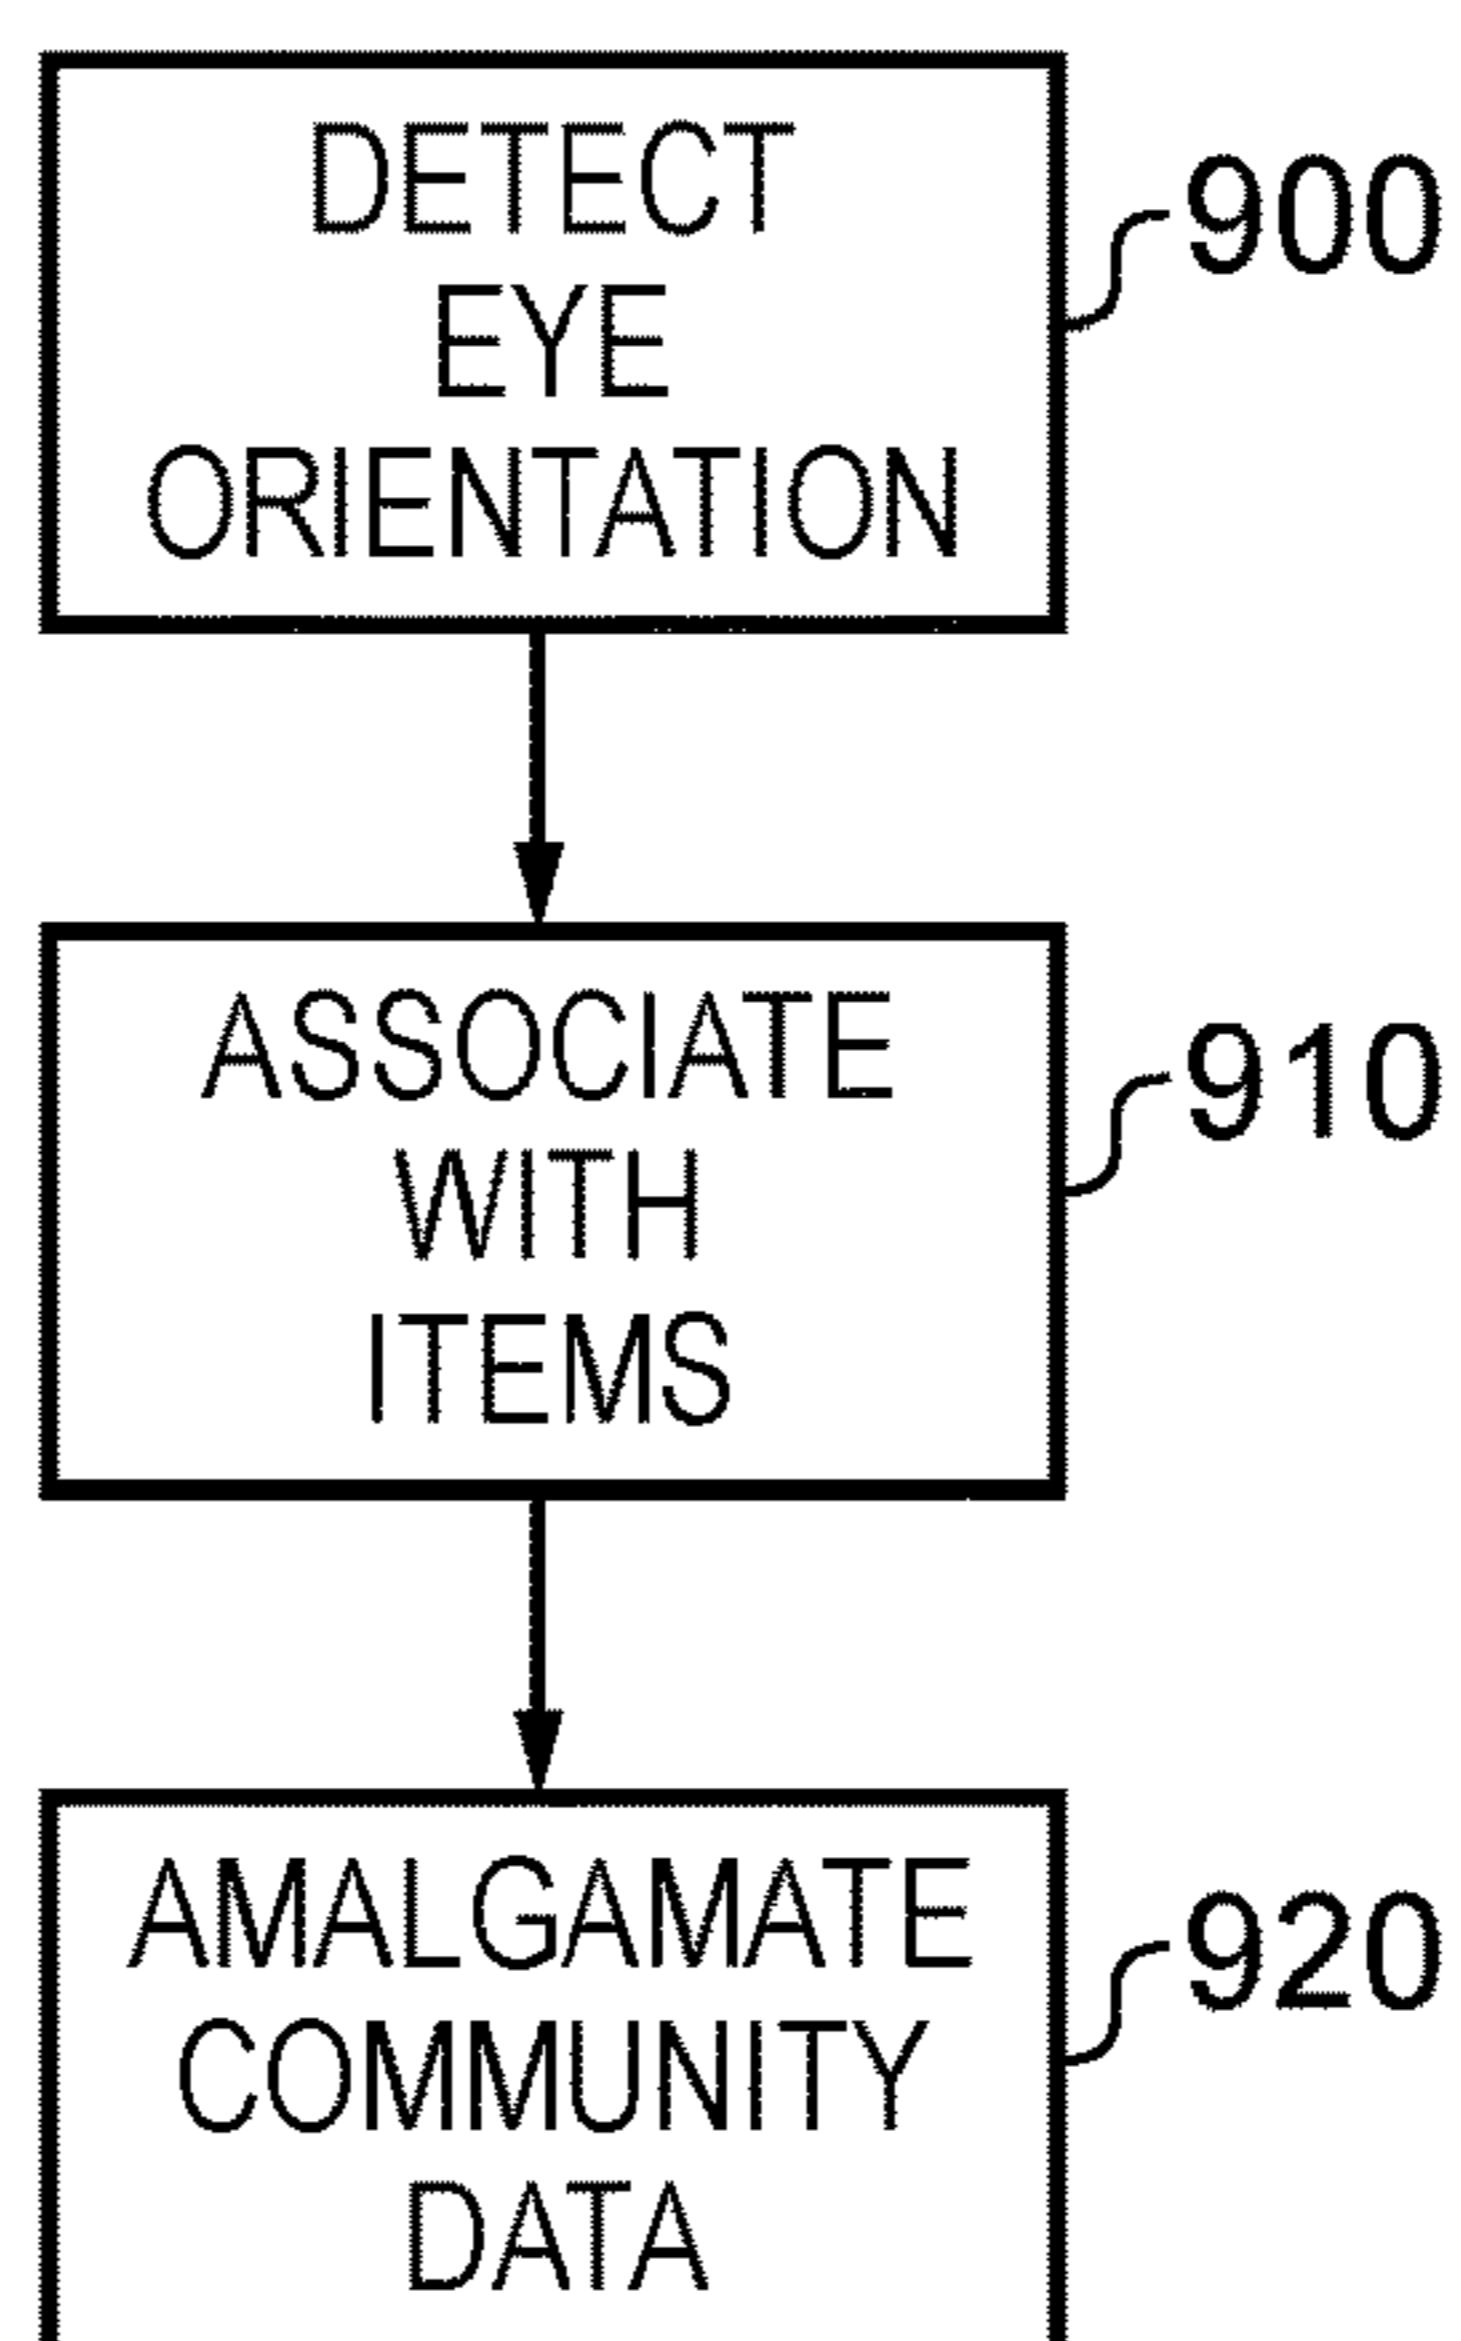 DETECT
EYE
ORIENTATION
900
ASSOCIATE
WITH
ITEMS
910
AMALGAMATE
COMMUNITY
DATA
920